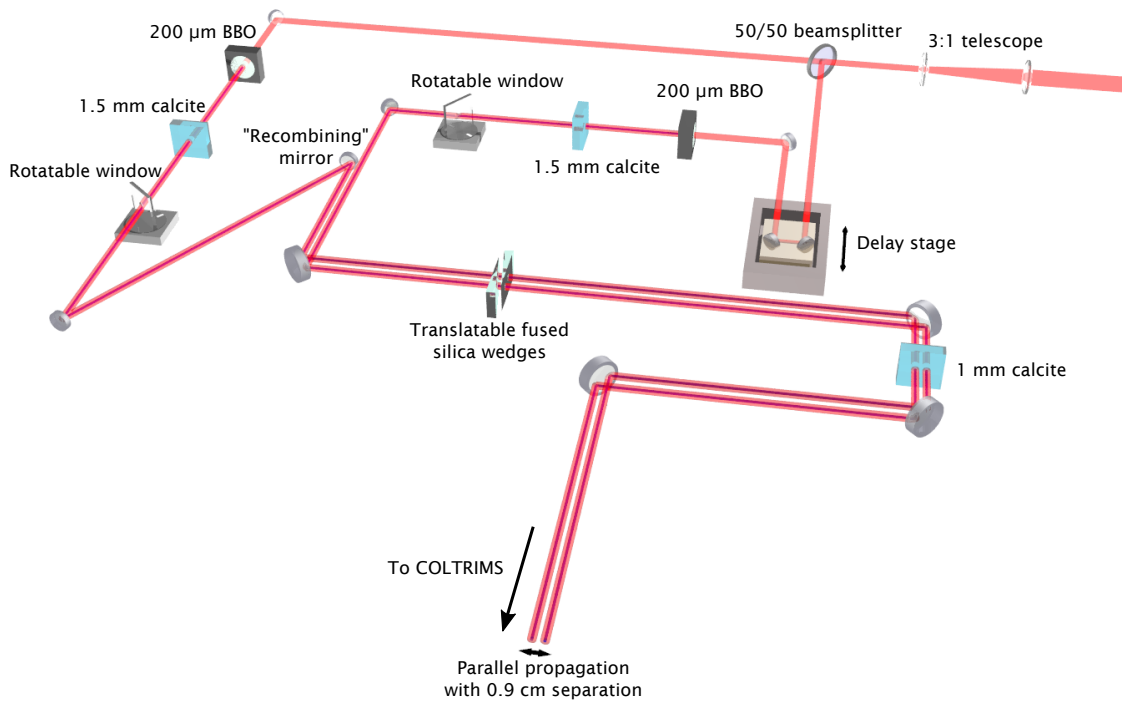 200 µm BBO
50/50 beamsplitter
3:1 telescope
Rotatable window
200 µm BBO
1.5 mm calcite
"Recombining"
mirror
1.5 mm calcite
Rotatable window
Delay stage
Translatable fused
silica wedges
1 mm calcite
To COLTRIMS
Parallel propagation
with 0.9 cm separation